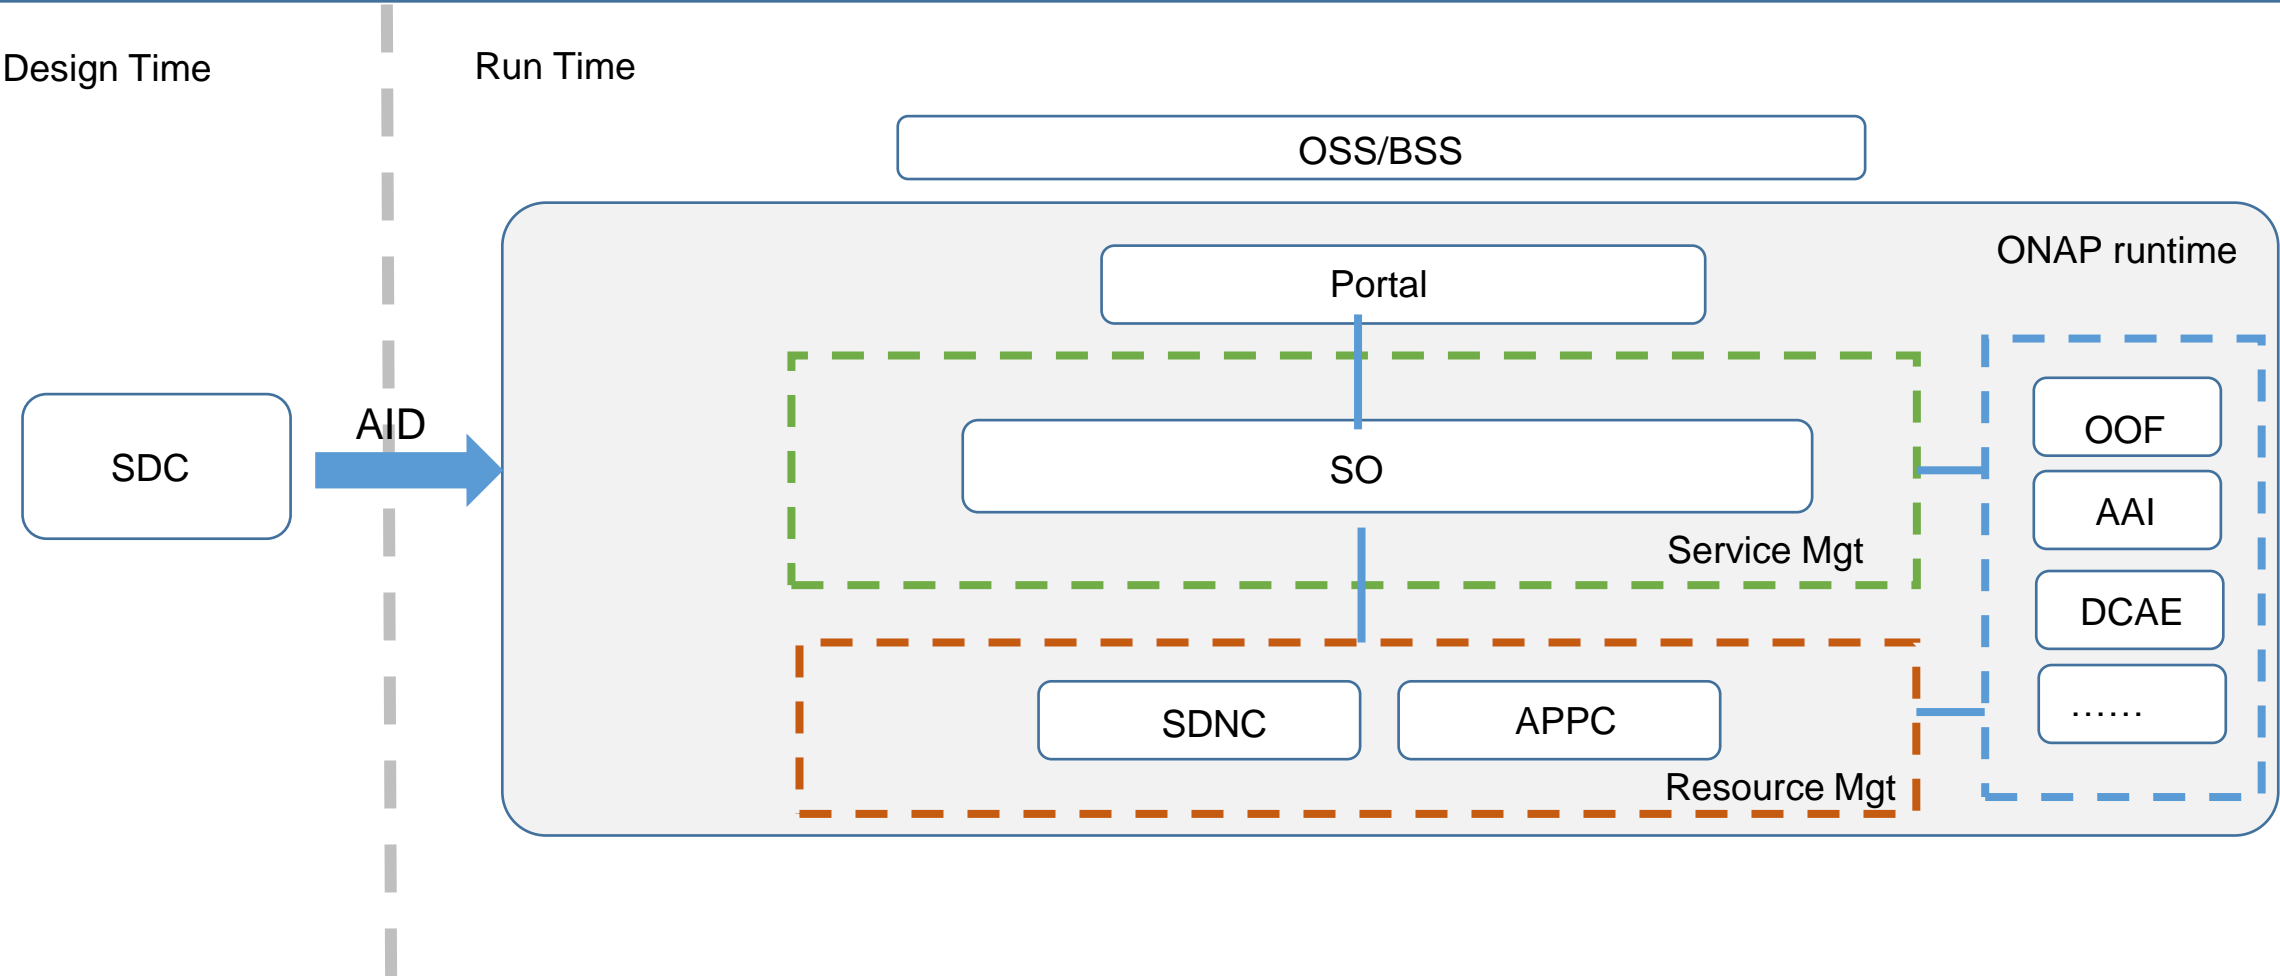 Design Time
Run Time
OSS/BSS
ONAP runtime
Portal
AID
SDC
SO
Service Mgt
OOF
AAI
DCAE
......
SDNC
APPC
Resource Mgt